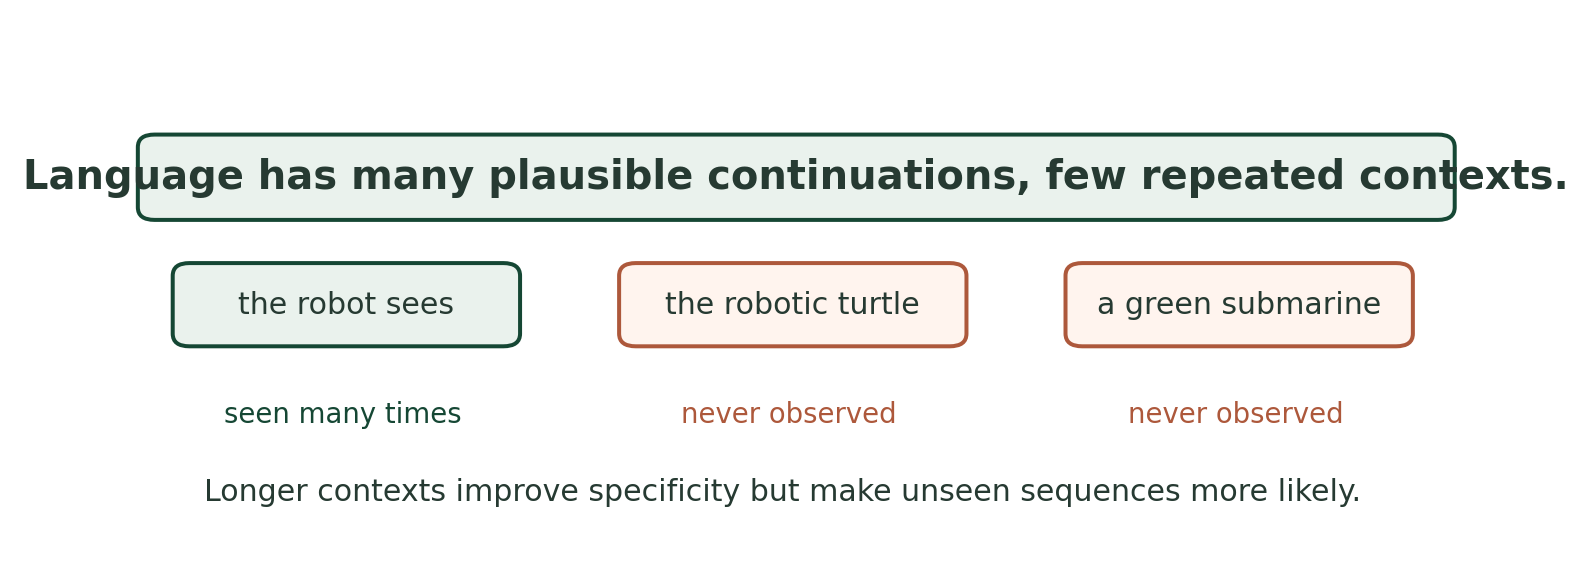 Language has many plausible continuations, few repeated contexts.
the robot sees
the robotic turtle
a green submarine
seen many times
never observed
never observed
Longer contexts improve specificity but make unseen sequences more likely.